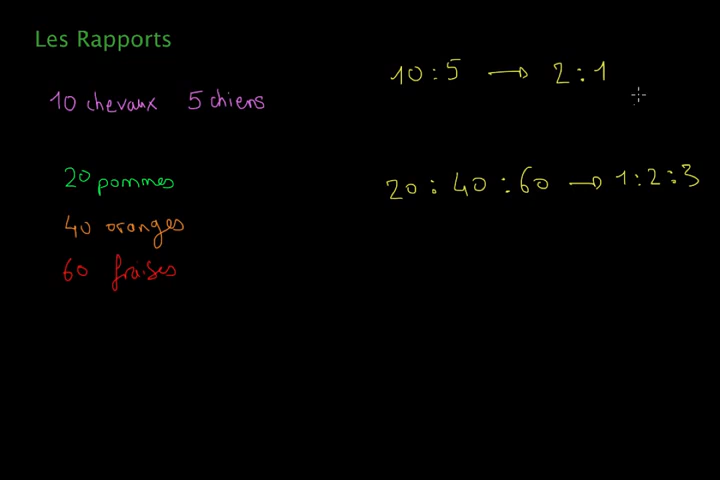 Les Rapports
10 chevaux 5 chiens
10 : 5 → 2 : 1
20 pommes
20 : 40 : 60 → 1 : 2 : 3
40 oranges
60 fraises